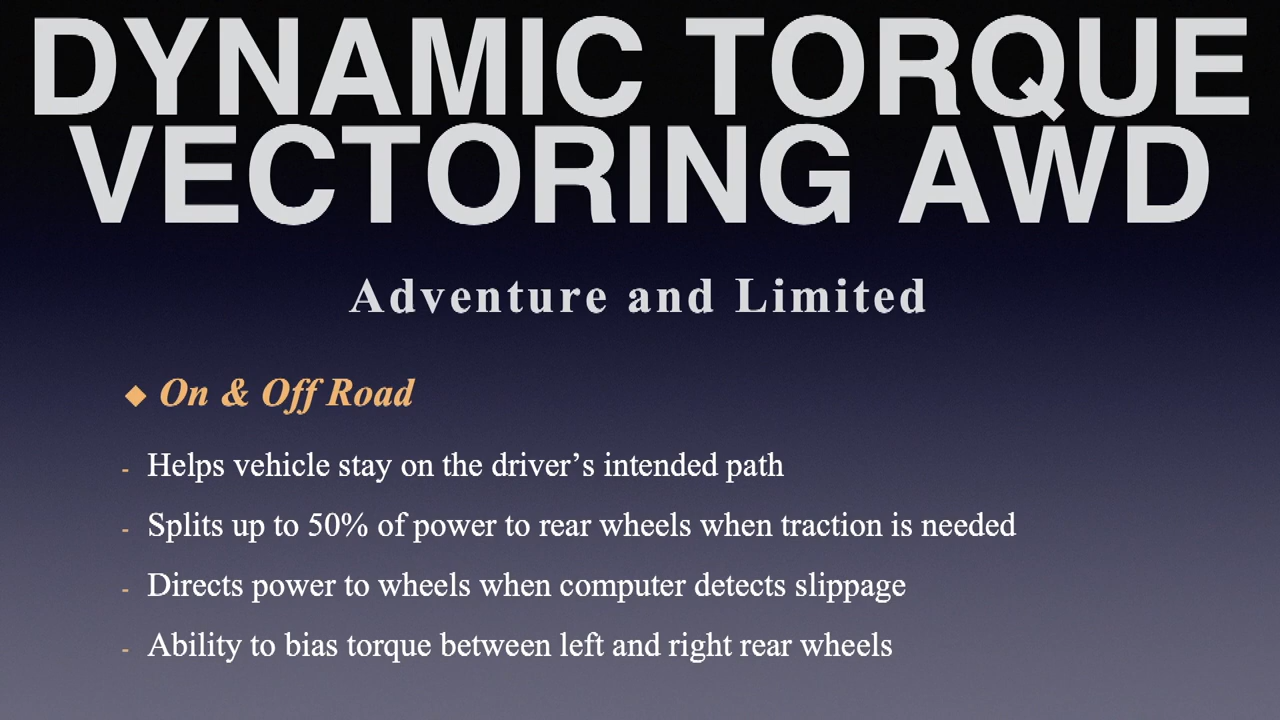 DYNAMIC TORQUE
VECTORING AWD
Adventure and Limited
◆ On & Off Road
- Helps vehicle stay on the driver’s intended path
- Splits up to 50% of power to rear wheels when traction is needed
- Directs power to wheels when computer detects slippage
- Ability to bias torque between left and right rear wheels